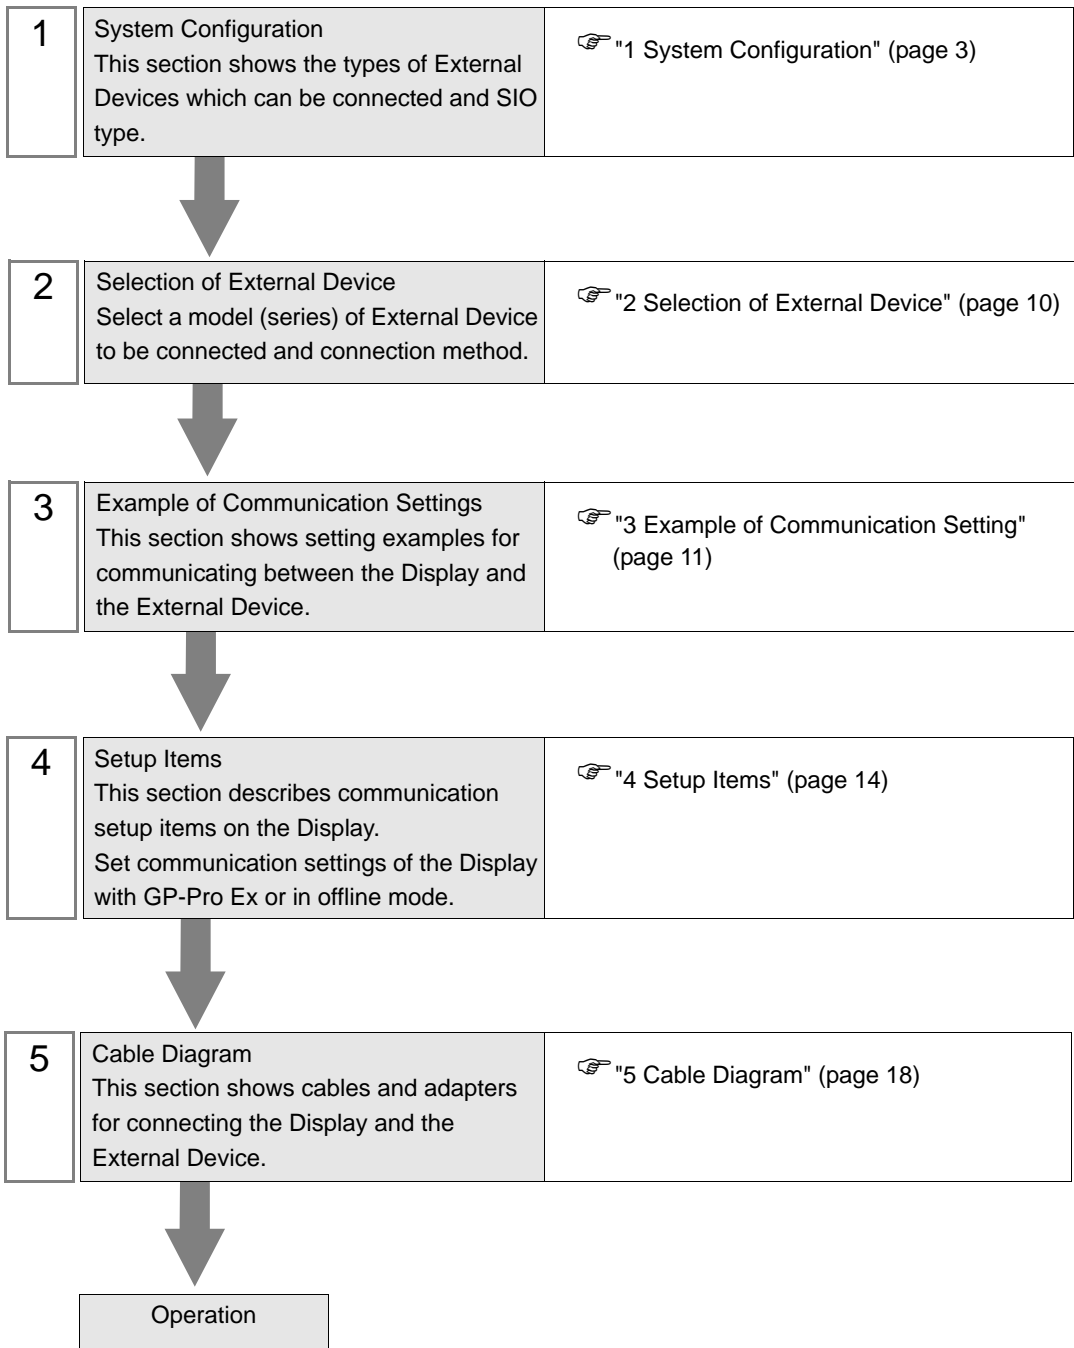 1
System Configuration
This section shows the types of External
Devices which can be connected and SIO
type.
"1 System Configuration" (page 3)
2
Selection of External Device
Select a model (series) of External Device
to be connected and connection method.
"2 Selection of External Device" (page 10)
3
Example of Communication Settings
This section shows setting examples for
communicating between the Display and
the External Device.
"3 Example of Communication Setting"
(page 11)
4
Setup Items
This section describes communication
setup items on the Display.
Set communication settings of the Display
with GP-Pro Ex or in offline mode.
"4 Setup Items" (page 14)
5
Cable Diagram
This section shows cables and adapters
for connecting the Display and the
External Device.
"5 Cable Diagram" (page 18)
Operation